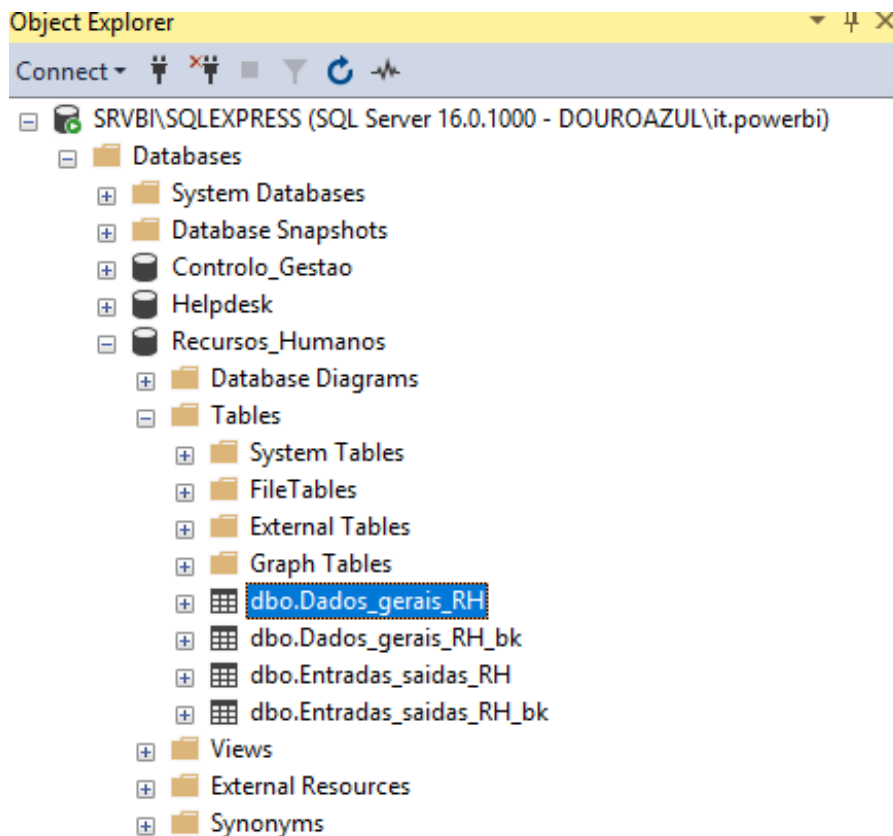 Object Explorer
Connect
SRVBI\SQLEXPRESS (SQL Server 16.0.1000 - DOUROAZUL\it.powerbi)
Databases
System Databases
Database Snapshots
Controlo_Gestao
Helpdesk
Recursos_Humanos
Database Diagrams
Tables
System Tables
FileTables
External Tables
Graph Tables
dbo.Dados_gerais_RH
dbo.Dados_gerais_RH_bk
dbo.Entradas_saidas_RH
dbo.Entradas_saidas_RH_bk
Views
External Resources
Synonyms